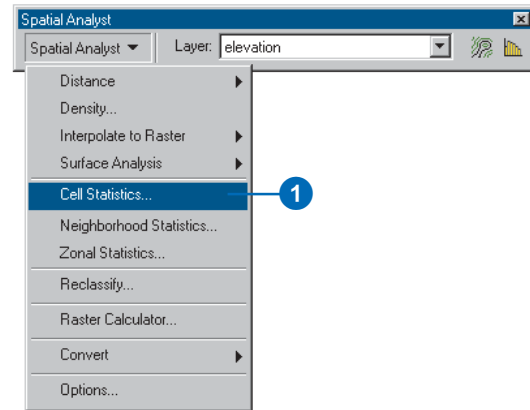 Spatial Analyst
Spatial Analyst Layer: elevation
Distance
Density...
Interpolate to Raster
Surface Analysis
Cell Statistics... 1
Neighborhood Statistics...
Zonal Statistics...
Reclassify...
Raster Calculator...
Convert
Options...